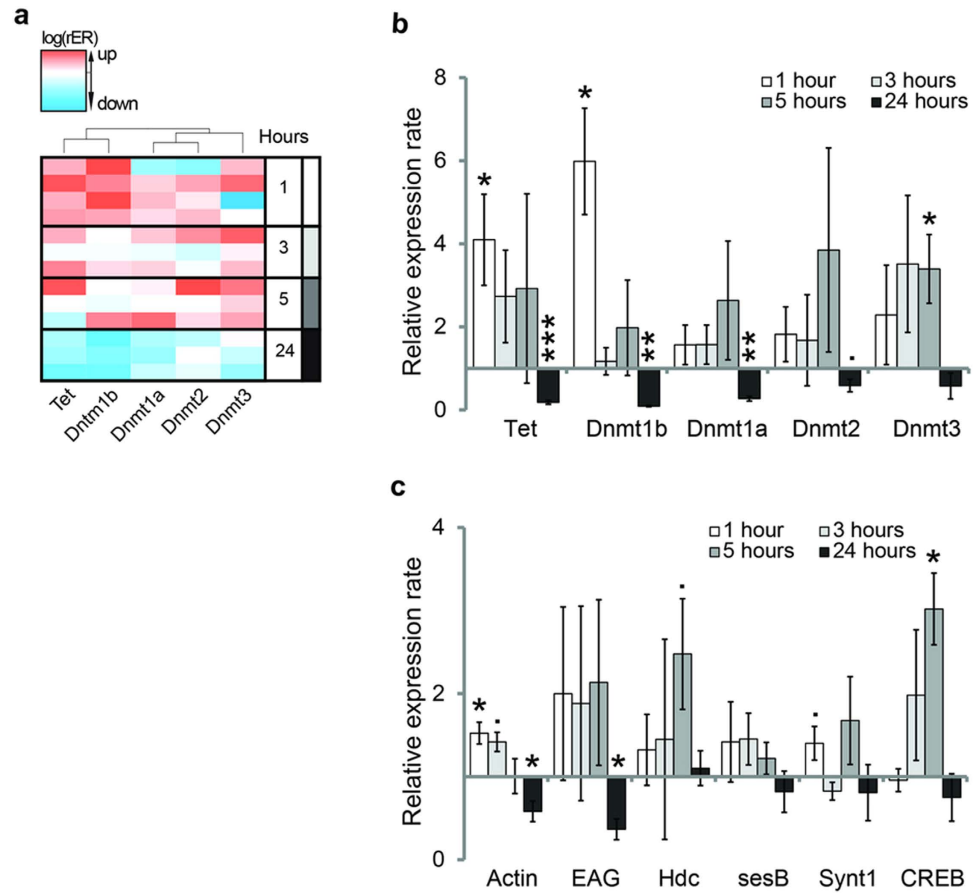 a
log(rER)
up
down
Hours
1
3
5
24
Tet
Dntm1b
Dnmt1a
Dnmt2
Dnmt3
b
Relative expression rate
8
6
4
2
0
1 hour
3 hours
5 hours
24 hours
*
*
***
**
**
.
*
Tet
Dnmt1b
Dnmt1a
Dnmt2
Dnmt3
c
Relative expression rate
4
2
0
1 hour
3 hours
5 hours
24 hours
*
.
*
*
.
.
*
Actin
EAG
Hdc
sesB
Synt1
CREB